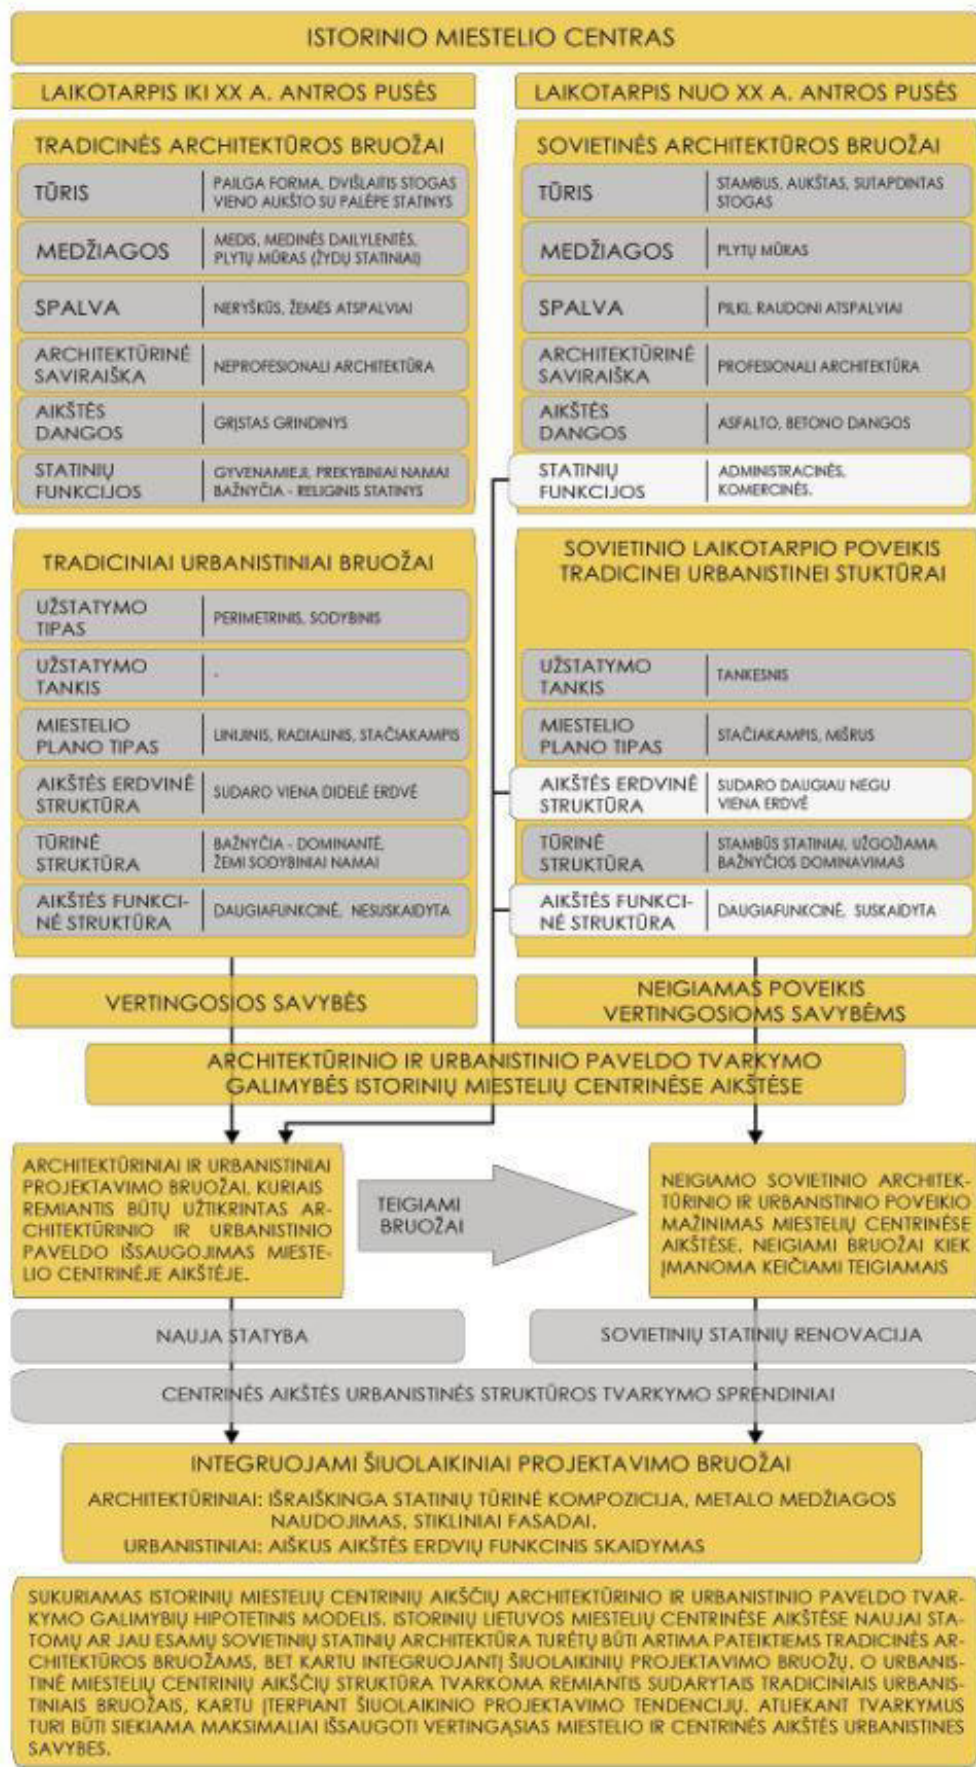 ISTORINIO MIESTELIO CENTRAS
LAIKOTARPIS IKI XX A. ANTROS PUSĖS
TRADICINĖS ARCHITEKTŪROS BRUOŽAI
TŪRIS
PAILGA FORMA, DVIŠLAITIS STOGAS
VIENO AUKŠTO SU PALĖPE STATINYS
MEDŽIAGOS
MEDIS, MEDINĖS DAILYLENTĖS,
PLYTŲ MŪRAS (ŽYDŲ STATINIAI)
SPALVA
NERYŠKŪS, ŽEMĖS ATSPALVIAI
ARCHITEKTŪRINĖ
SAVIRAIŠKA
NEPROFESIONALI ARCHITEKTŪRA
AIKŠTĖS
DANGOS
GRĮSTAS GRINDINYS
STATINIŲ
FUNKCIJOS
GYVENAMIEJI, PREKYBINIAI NAMAI
BAŽNYČIA - RELIGINIS STATINYS
LAIKOTARPIS NUO XX A. ANTROS PUSĖS
SOVIETINĖS ARCHITEKTŪROS BRUOŽAI
TŪRIS
STAMBUS, AUKŠTAS, SUTAPDINTAS
STOGAS
MEDŽIAGOS
PLYTŲ MŪRAS
SPALVA
PILKI, RAUDONI ATSPALVIAI
ARCHITEKTŪRINĖ
SAVIRAIŠKA
PROFESIONALI ARCHITEKTŪRA
AIKŠTĖS
DANGOS
ASFALTO, BETONO DANGOS
STATINIŲ
FUNKCIJOS
ADMINISTRACINĖS,
KOMERCINĖS.
TRADICINIAI URBANISTINIAI BRUOŽAI
UŽSTATYMO
TIPAS
PERIMETRINIS, SODYBINIS
UŽSTATYMO
TANKIS
-
MIESTELIO
PLANO TIPAS
LINIJINIS, RADIALINIS, STAČIAKAMPIS
AIKŠTĖS ERDVINĖ
STRUKTŪRA
SUDARO VIENA DIDELĖ ERDVĖ
TŪRINĖ
STRUKTŪRA
BAŽNYČIA - DOMINANTĖ,
ŽEMI SODYBINIAI NAMAI
AIKŠTĖS FUNKCI-
NĖ STRUKTŪRA
DAUGIAFUNKCINĖ, NESUSKAIDYTA
SOVIETINIO LAIKOTARPIO POVEIKIS
TRADICINEI URBANISTINEI STUKTŪRAI
UŽSTATYMO
TANKIS
TANKESNIS
MIESTELIO
PLANO TIPAS
STAČIAKAMPIS, MIŠRUS
AIKŠTĖS ERDVINĖ
STRUKTŪRA
SUDARO DAUGIAU NEGU
VIENA ERDVĖ
TŪRINĖ
STRUKTŪRA
STAMBŪS STATINIAI, UŽGOŽIAMA
BAŽNYČIOS DOMINAVIMAS
AIKŠTĖS FUNKCI-
NĖ STRUKTŪRA
DAUGIAFUNKCINĖ, SUSKAIDYTA
VERTINGOSIOS SAVYBĖS
NEIGIAMAS POVEIKIS
VERTINGOSIOMS SAVYBĖMS
ARCHITEKTŪRINIO IR URBANISTINIO PAVELDO TVARKYMO
GALIMYBĖS ISTORINIŲ MIESTELIŲ CENTRINĖSE AIKŠTĖSE
ARCHITEKTŪRINIAI IR URBANISTINIAI
PROJEKTAVIMO BRUOŽAI, KURIAIS
REMIANTIS BŪTŲ UŽTIKRINTAS AR-
CHITEKTŪRINIO IR URBANISTINIO
PAVELDO IŠSAUGOJIMAS MIESTE-
LIO CENTRINĖJE AIKŠTĖJE.
TEIGIAMI
BRUOŽAI
NEIGIAMO SOVIETINIO ARCHITEK-
TŪRINIO IR URBANISTINIO POVEIKIO
MAŽINIMAS MIESTELIŲ CENTRINĖSE
AIKŠTĖSE. NEIGIAMI BRUOŽAI KIEK
ĮMANOMA KEIČIAMI TEIGIAMAIS
NAUJA STATYBA
SOVIETINIŲ STATINIŲ RENOVACIJA
CENTRINĖS AIKŠTĖS URBANISTINĖS STRUKTŪROS TVARKYMO SPRENDINIAI
INTEGRUOJAMI ŠIUOLAIKINIAI PROJEKTAVIMO BRUOŽAI
ARCHITEKTŪRINIAI: IŠRAIŠKINGA STATINIŲ TŪRINĖ KOMPOZICIJA, METALO MEDŽIAGOS
NAUDOJIMAS, STIKLINIAI FASADAI.
URBANISTINIAI: AIŠKUS AIKŠTĖS ERDVIŲ FUNKCINIS SKAIDYMAS
SUKURIAMAS ISTORINIŲ MIESTELIŲ CENTRINIŲ AIKŠČIŲ ARCHITEKTŪRINIO IR URBANISTINIO PAVELDO TVAR-
KYMO GALIMYBIŲ HIPOTETINIS MODELIS. ISTORINIŲ LIETUVOS MIESTELIŲ CENTRINĖSE AIKŠTĖSE NAUJAI STA-
TOMŲ AR JAU ESAMŲ SOVIETINIŲ STATINIŲ ARCHITEKTŪRA TURĖTŲ BŪTI ARTIMA PATEIKTIEMS TRADICINĖS AR-
CHITEKTŪROS BRUOŽAMS, BET KARTU INTEGRUOJANTĮ ŠIUOLAIKINIŲ PROJEKTAVIMO BRUOŽŲ, O URBANIS-
TINĖ MIESTELIŲ CENTRINIŲ AIKŠČIŲ STRUKTŪRA TVARKOMA REMIANTIS SUDARYTAIS TRADICINIAIS URBANIS-
TINIAIS BRUOŽAIS, KARTU ĮTERPIANT ŠIUOLAIKINIO PROJEKTAVIMO TENDENCIJŲ. ATLIEKANT TVARKYMUS
TURI BŪTI SIEKIAMA MAKSIMALIAI IŠSAUGOTI VERTINGĄSIAS MIESTELIO IR CENTRINĖS AIKŠTĖS URBANISTINES
SAVYBES.